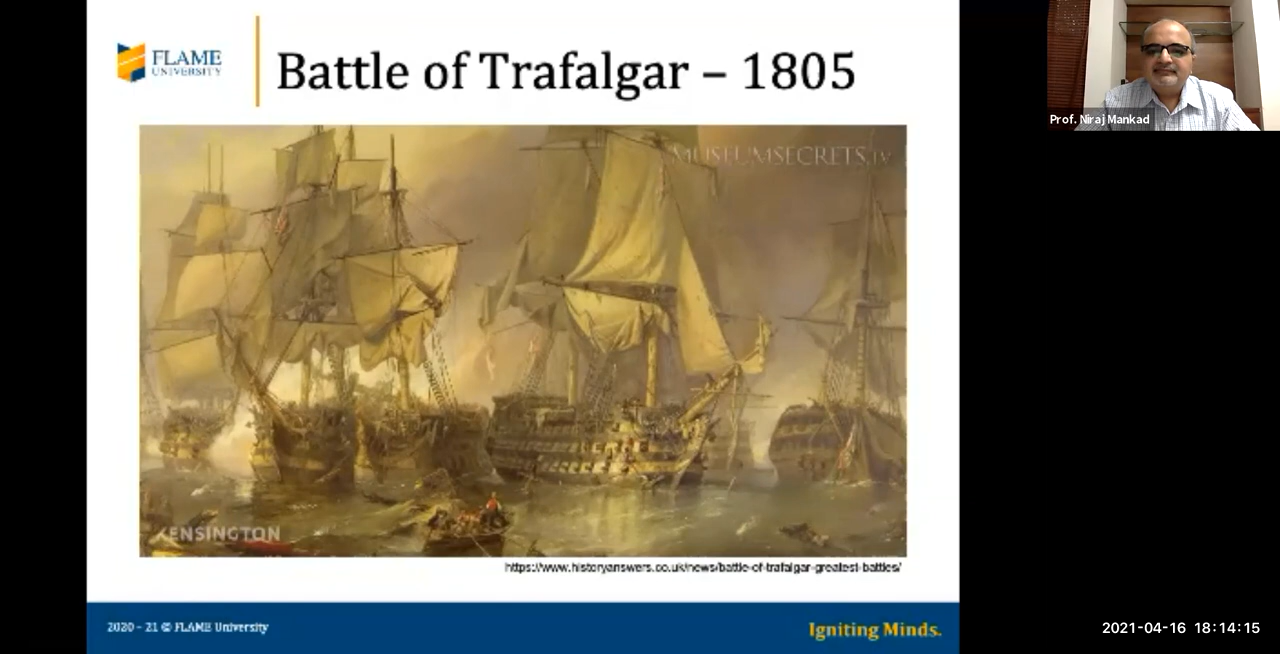 FLAME
UNIVERSITY
Battle of Trafalgar – 1805
MUSEUMSECRETS.TV
KENSINGTON
https://www.historyanswers.co.uk/news/battle-of-trafalgar-greatest-battles/
2020 – 21 © FLAME University
Igniting Minds.
Prof. Niraj Mankad
2021-04-16 18:14:15